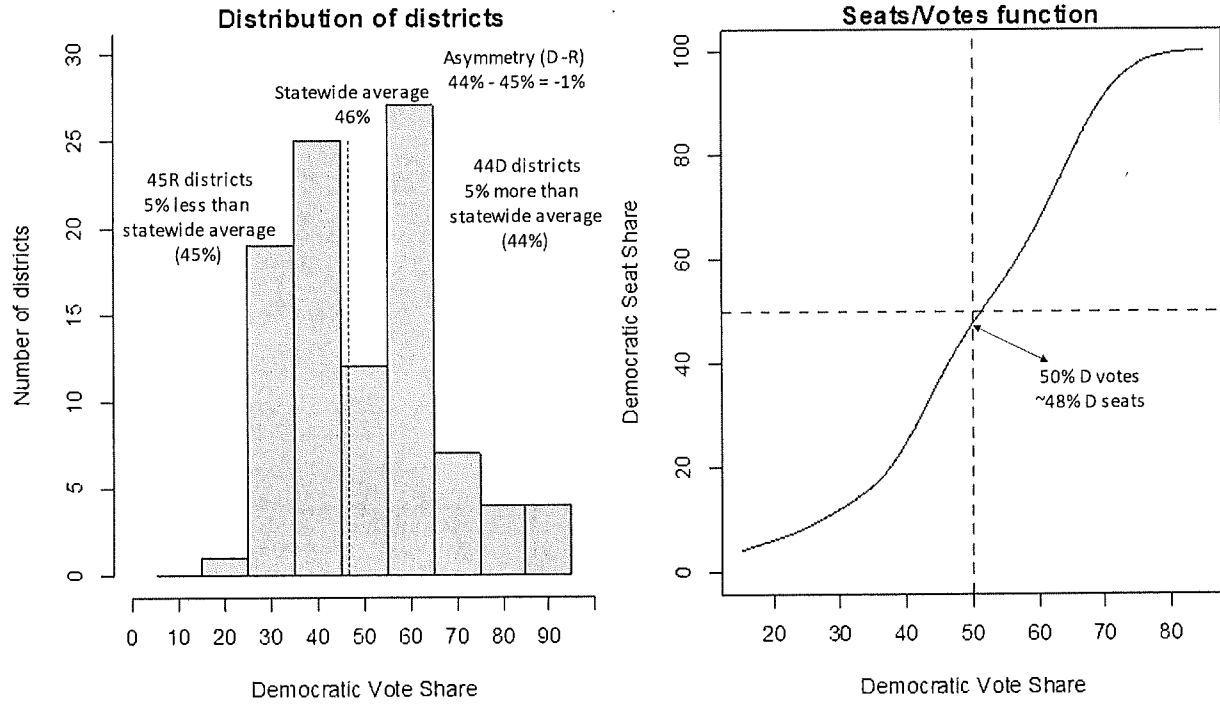 Distribution of districts
Number of districts
30
25
20
15
10
5
0
Asymmetry (D-R)
44% - 45% = -1%
Statewide average
46%
45R districts
5% less than
statewide average
(45%)
44D districts
5% more than
statewide average
(44%)
0 10 20 30 40 50 60 70 80 90
Democratic Vote Share
Seats/Votes function
Democratic Seat Share
100
80
60
40
20
0
50% D votes
~48% D seats
20 30 40 50 60 70 80
Democratic Vote Share